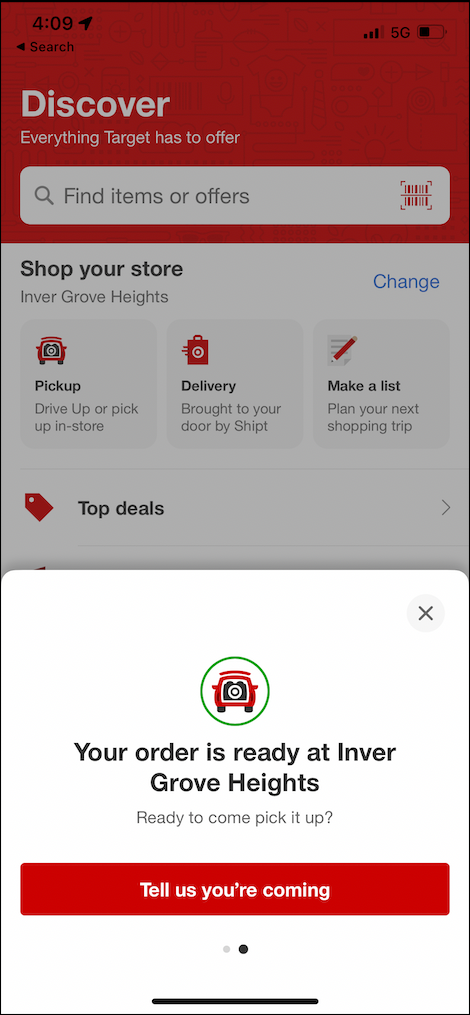 4:09
5G
◀ Search
Discover
Everything Target has to offer
Find items or offers
Shop your store
Inver Grove Heights
Change
Pickup
Drive Up or pick
up in-store
Delivery
Brought to your
door by Shipt
Make a list
Plan your next
shopping trip
Top deals
Your order is ready at Inver
Grove Heights
Ready to come pick it up?
Tell us you’re coming